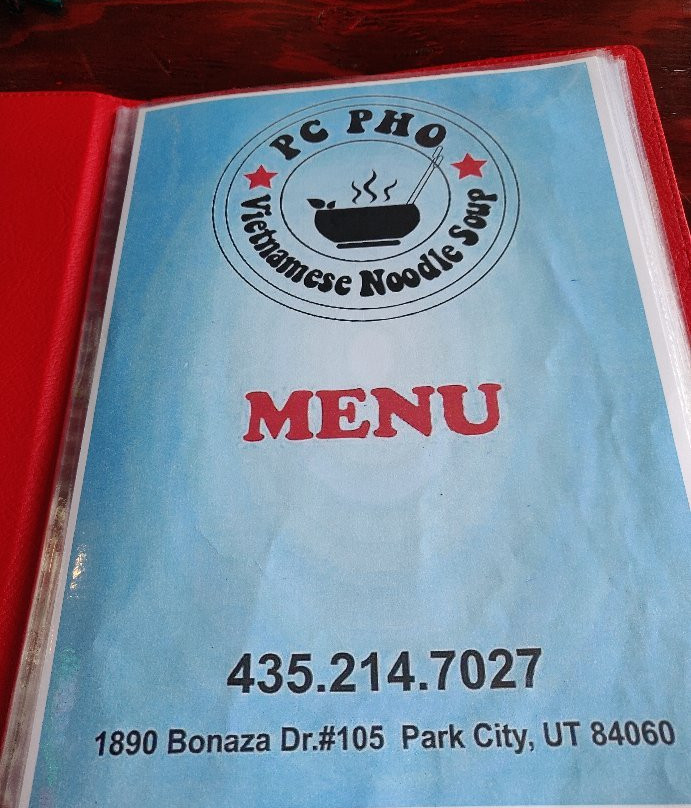 PC PHO
Vietnamese Noodle Soup
MENU
435.214.7027
1890 Bonaza Dr.#105 Park City, UT 84060